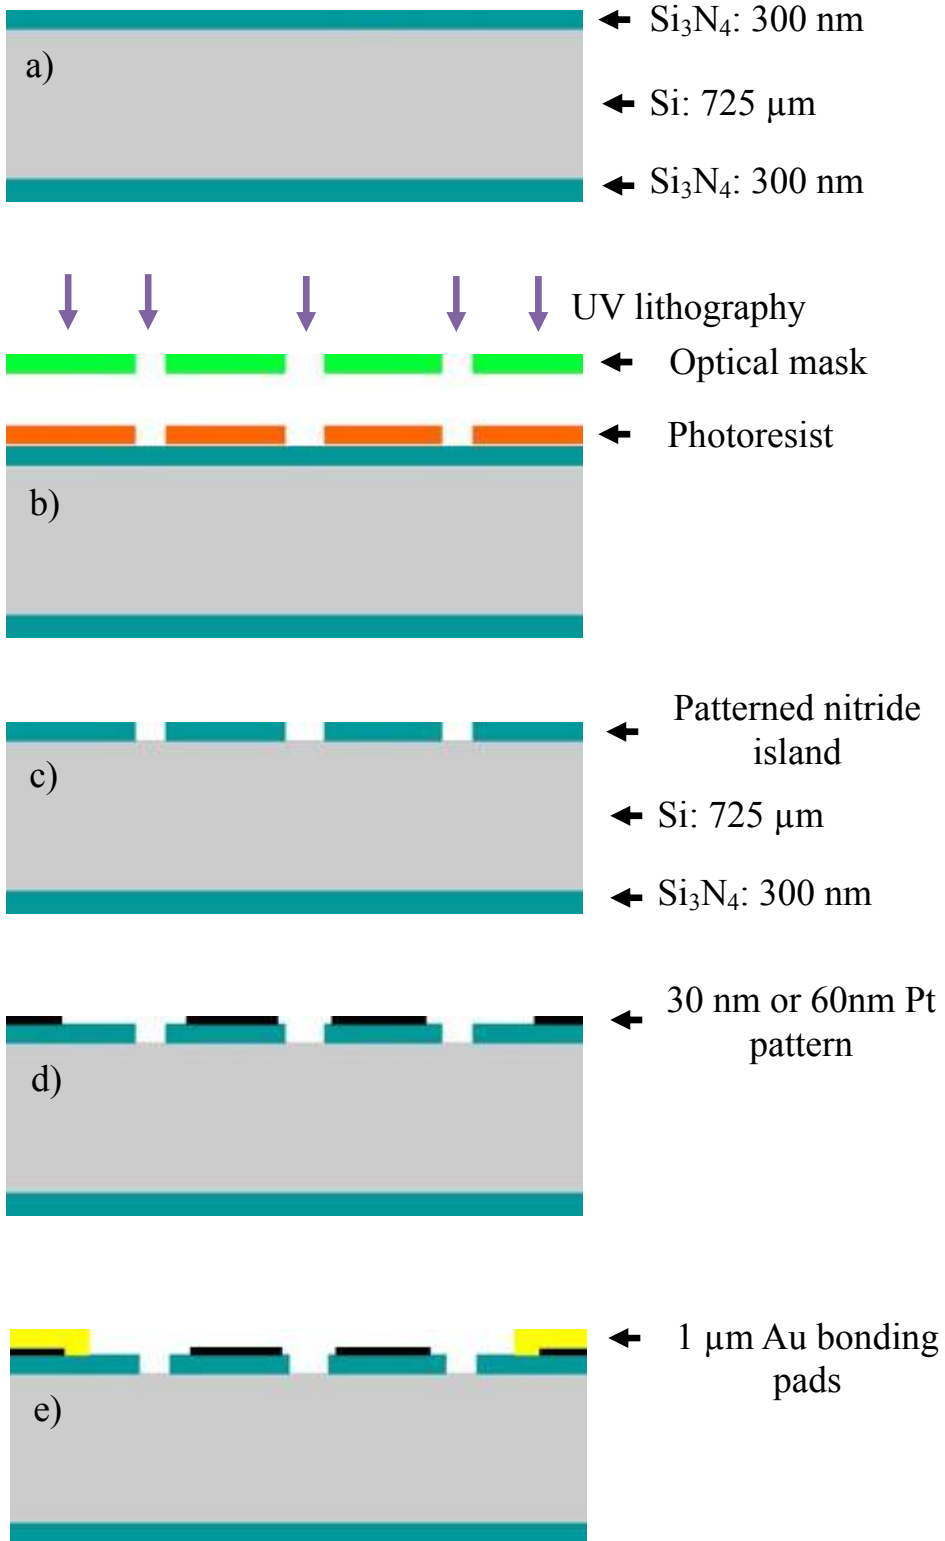 Si₃N₄: 300 nm
a)
Si: 725 µm
Si₃N₄: 300 nm
UV lithography
Optical mask
Photoresist
b)
Patterned nitride
island
c)
Si: 725 µm
Si₃N₄: 300 nm
30 nm or 60nm Pt
pattern
d)
1 µm Au bonding
pads
e)